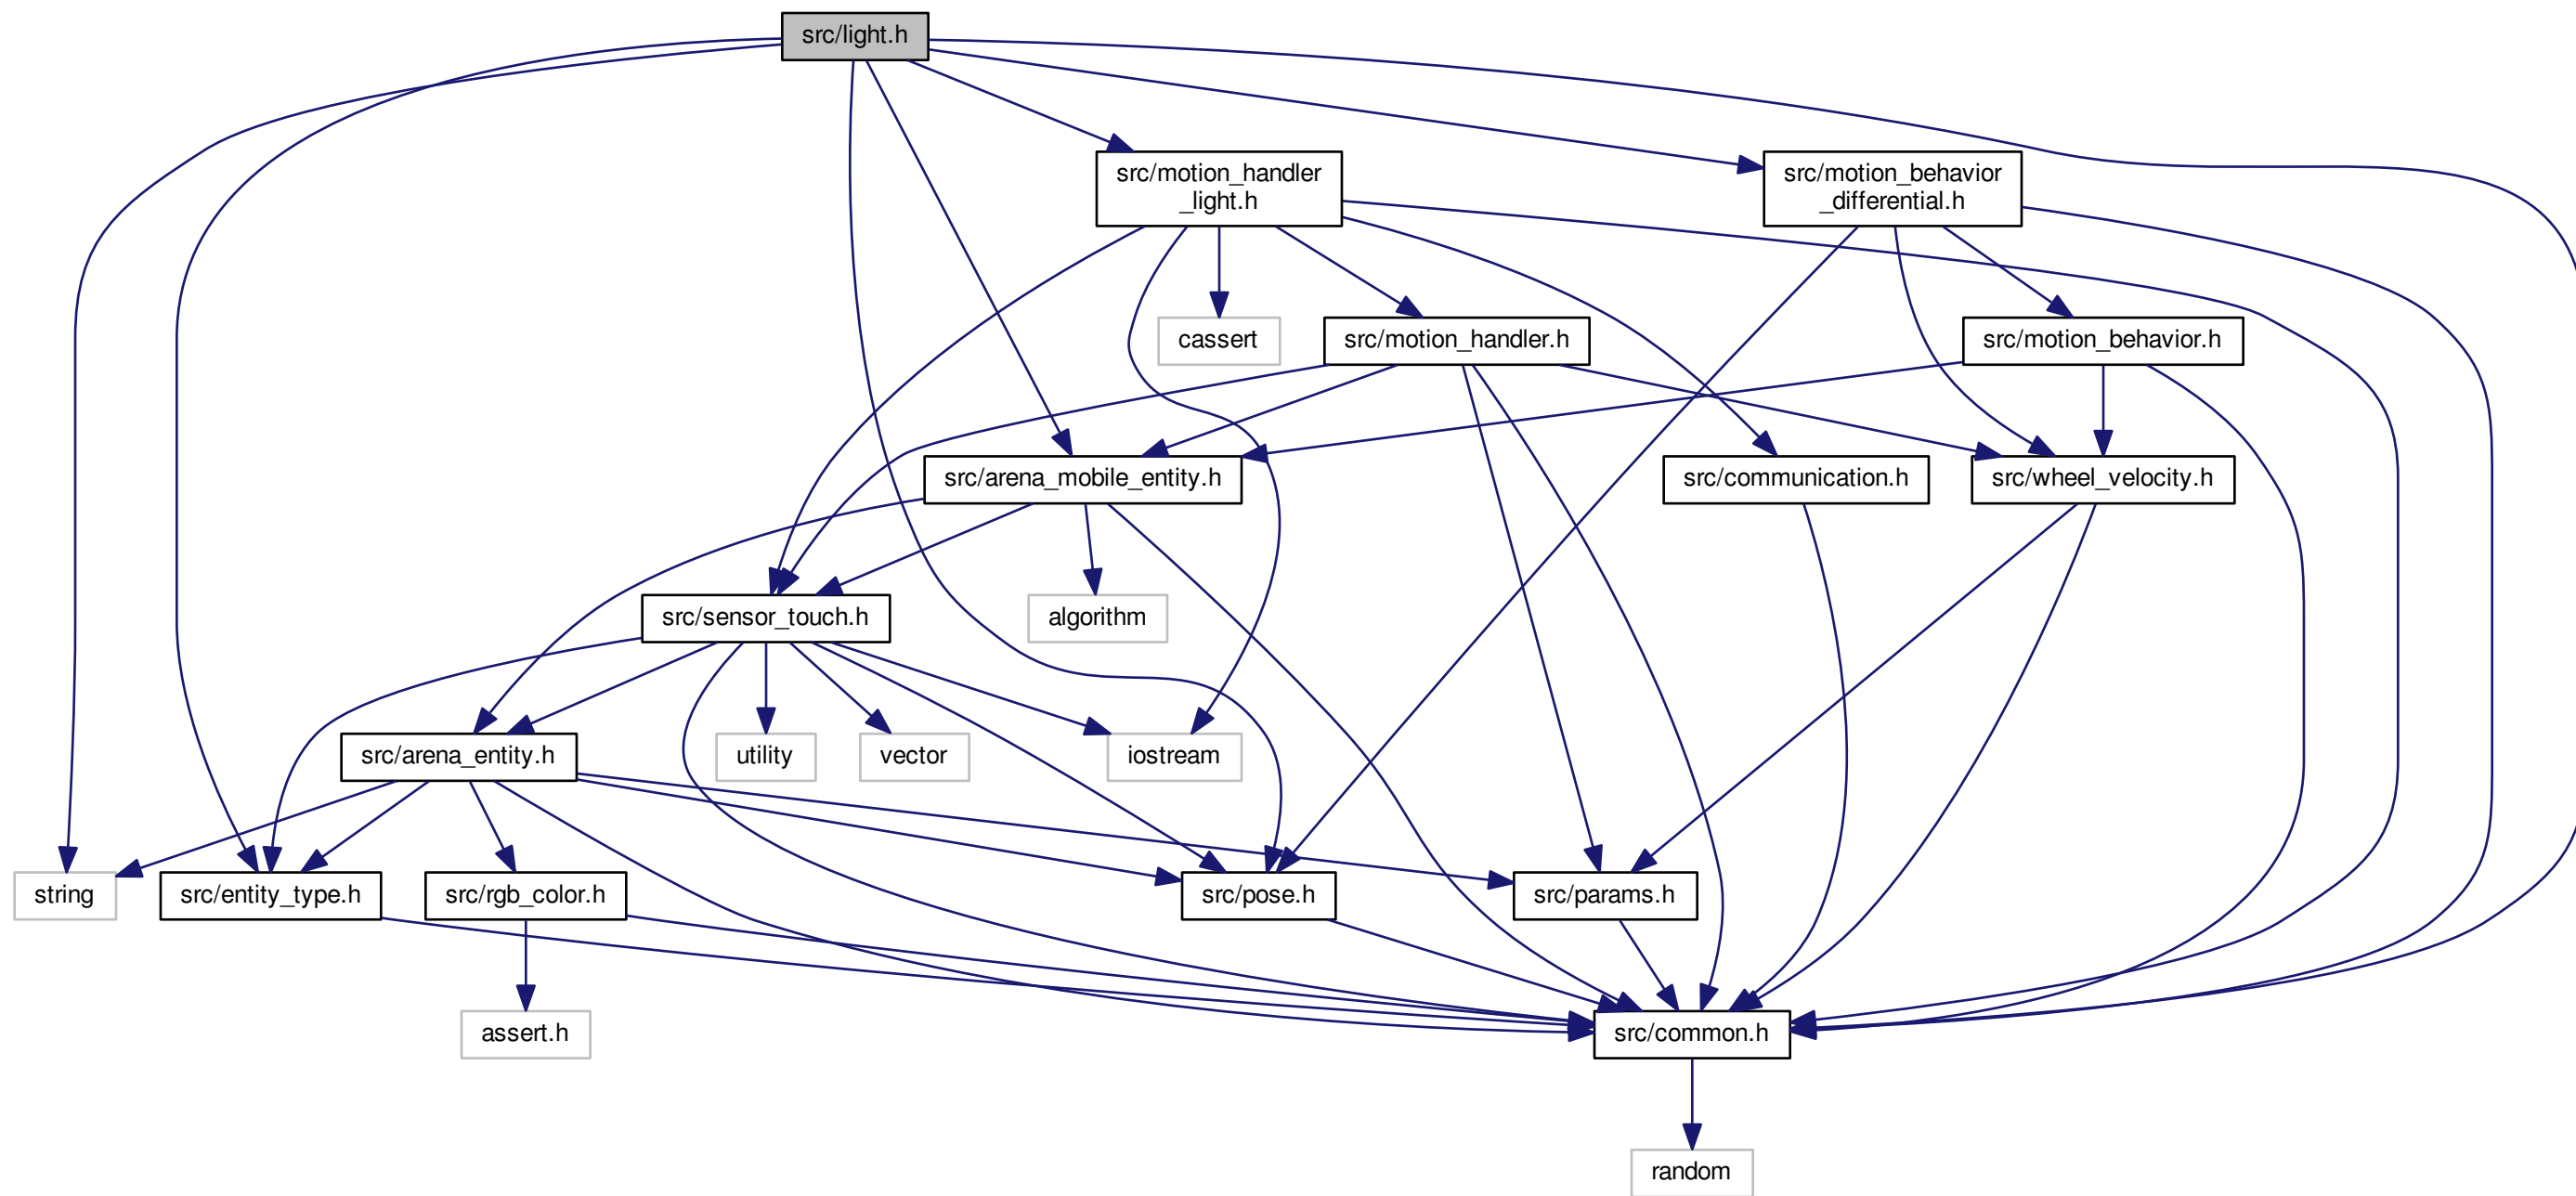 src/light.h
src/motion_handler
_light.h
src/motion_behavior
_differential.h
cassert
src/motion_handler.h
src/motion_behavior.h
src/arena_mobile_entity.h
src/communication.h
src/wheel_velocity.h
src/sensor_touch.h
algorithm
src/arena_entity.h
utility
vector
iostream
string
src/entity_type.h
src/rgb_color.h
src/pose.h
src/params.h
assert.h
src/common.h
random